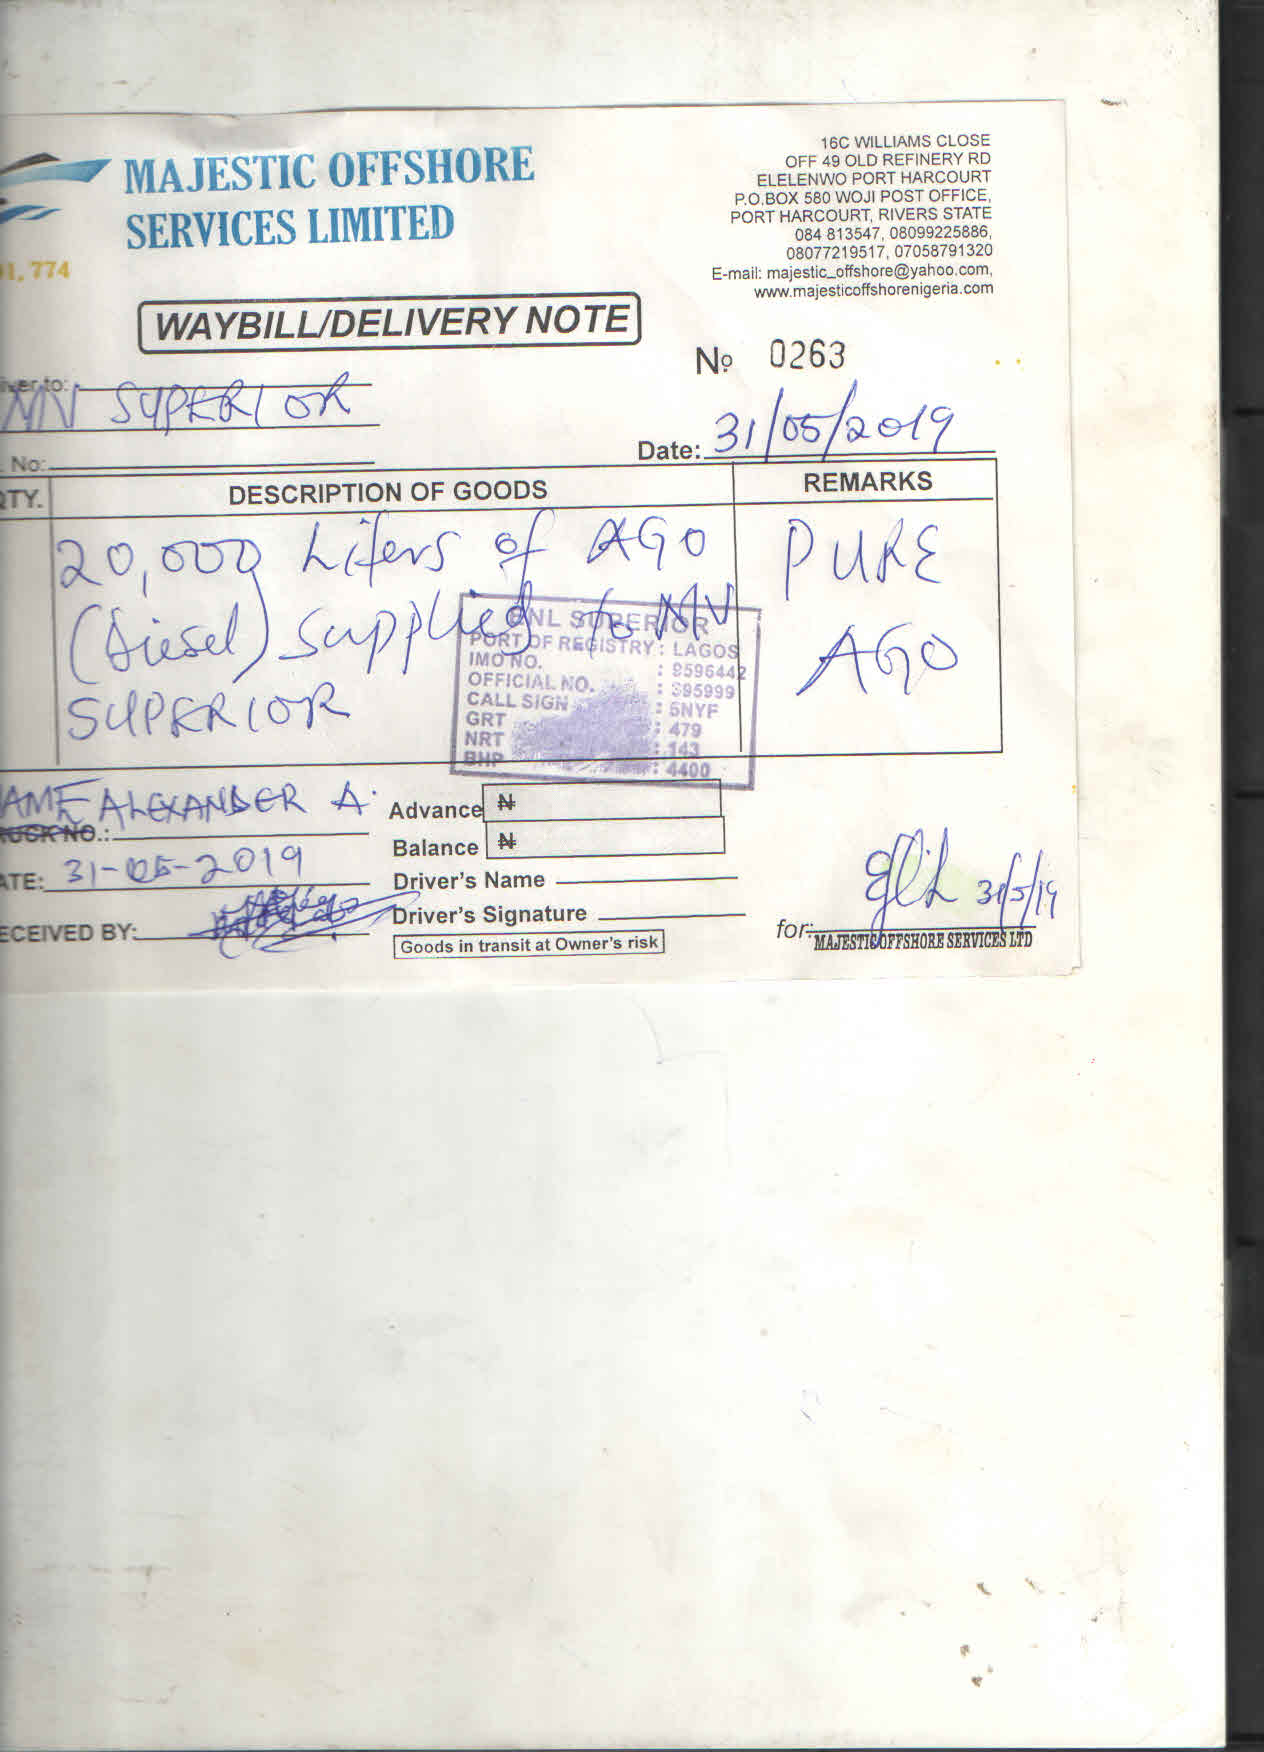 MAJESTIC OFFSHORE
SERVICES LIMITED
1, 774
16C WILLIAMS CLOSE
OFF 49 OLD REFINERY RD
ELELENWO PORT HARCOURT
P.O.BOX 580 WOJI POST OFFICE,
PORT HARCOURT, RIVERS STATE
084 813547, 08099225886,
08077219517, 07058791320
E-mail: majestic_offshore@yahoo.com,
www.majesticoffshorenigeria.com
WAYBILL/DELIVERY NOTE
Nº 0263
iver to:
MV SUPERIOR
No:
Date: 31/05/2019
QTY. DESCRIPTION OF GOODS REMARKS
20,000 Liters of AGO PURE
(Diesel) Supplied to MV AGO
SUPERIOR
ENL SUPERIOR
PORT OF REGISTRY : LAGOS
IMO NO. : 9596442
OFFICIAL NO. : 395999
CALL SIGN : 5NYF
GRT : 479
NRT : 143
BHP : 4400
AME ALEXANDER A.
UCK NO.:
ATE: 31-05-2019
ECEIVED BY:
Advance ₦
Balance ₦
Driver's Name
Driver's Signature
Goods in transit at Owner's risk
31/5/19
for: MAJESTIC OFFSHORE SERVICES LTD